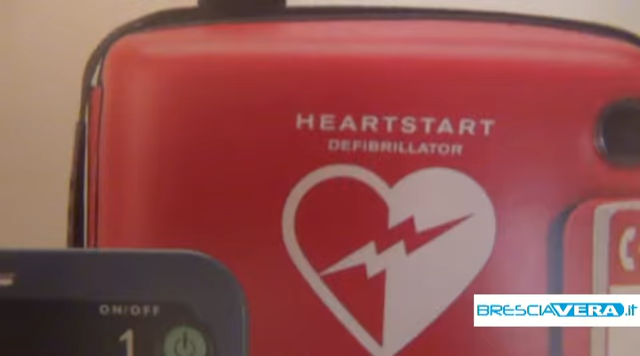 HEARTSTART
DEFIBRILLATOR
ON/OFF
1
BRESCIAVERA.it